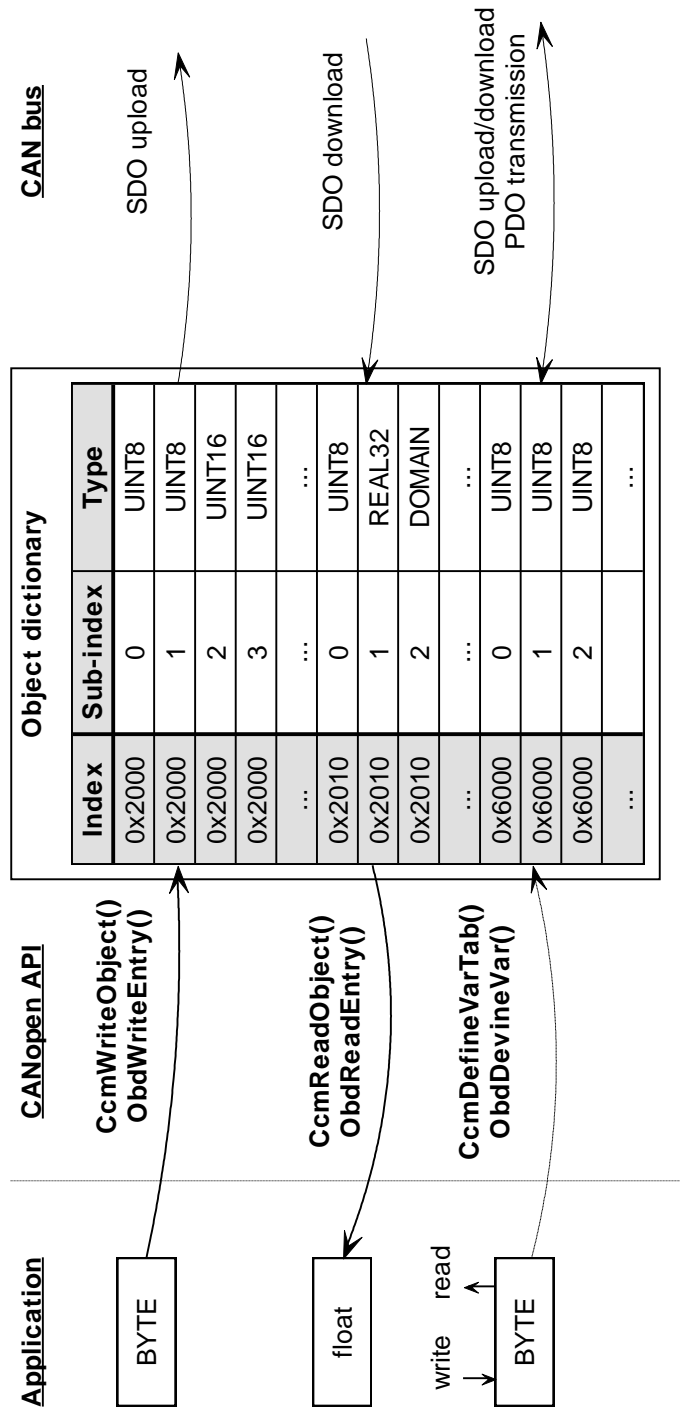 Application
CANopen API
CAN bus
Object dictionary
Index Sub-index Type
0x2000 0 UINT8
0x2000 1 UINT8
0x2000 2 UINT16
0x2000 3 UINT16
... ... ...
0x2010 0 UINT8
0x2010 1 REAL32
0x2010 2 DOMAIN
... ... ...
0x6000 0 UINT8
0x6000 1 UINT8
0x6000 2 UINT8
... ...
BYTE
CcmWriteObject()
ObdWriteEntry()
SDO upload
float
CcmReadObject()
ObdReadEntry()
SDO download
write read
BYTE
CcmDefineVarTab()
ObdDevineVar()
SDO upload/download
PDO transmission